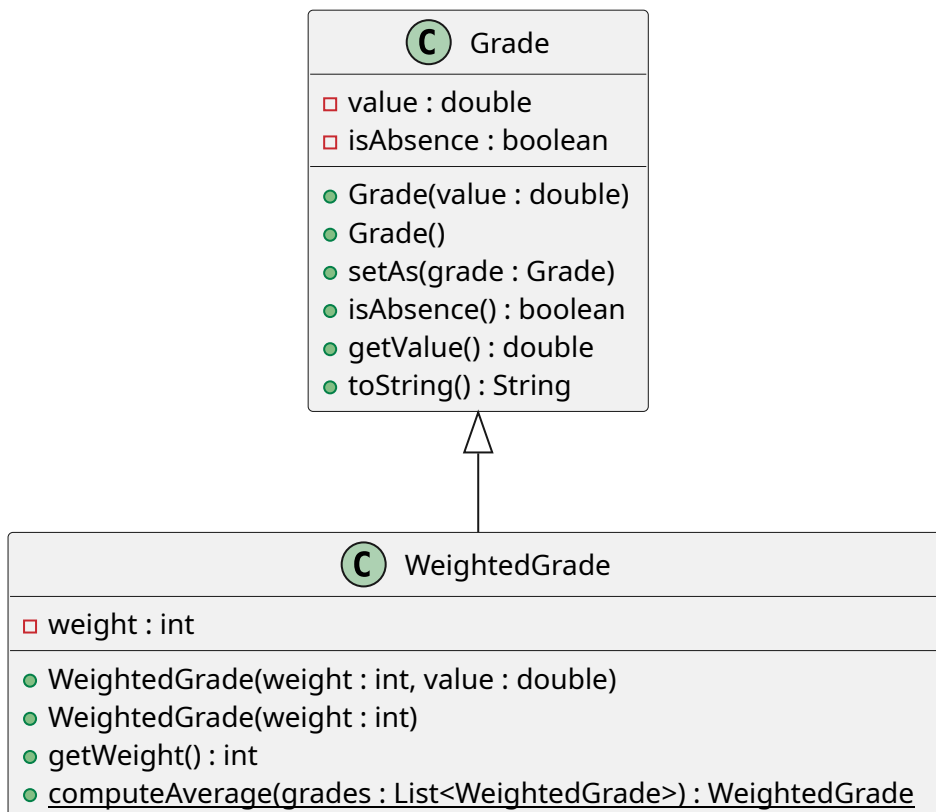 C Grade
value : double
isAbsence : boolean
Grade(value : double)
Grade()
setAs(grade : Grade)
isAbsence() : boolean
getValue() : double
toString() : String
C WeightedGrade
weight : int
WeightedGrade(weight : int, value : double)
WeightedGrade(weight : int)
getWeight() : int
computeAverage(grades : List<WeightedGrade>) : WeightedGrade